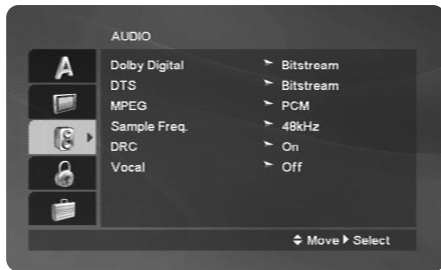 AUDIO
A
Dolby Digital ► Bitstream
DTS ► Bitstream
MPEG ► PCM
Sample Freq. ► 48kHz
DRC ► On
Vocal ► Off
Move Select